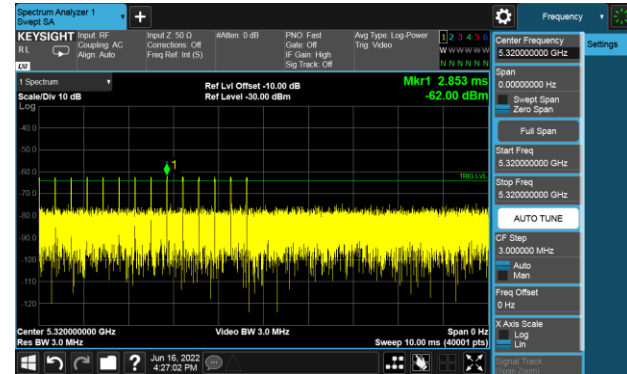 Spectrum Analyzer 1
Swept SA
Frequency
KEYSIGHT
RL
LXI
Input: RF
Coupling: AC
Align: Auto
Input Z: 50 Ω
Corrections: Off
Freq Ref: Int (S)
#Atten: 0 dB
PNO: Fast
Gate: Off
IF Gain: High
Sig Track: Off
Avg Type: Log-Power
Trig: Video
1 2 3 4 5 6
W W W W W W
N N N N N N
1 Spectrum
Scale/Div 10 dB
Log
Ref Lvl Offset -10.00 dB
Ref Level -30.00 dBm
Mkr1 2.853 ms
-62.00 dBm
-40.0
-50.0
-60.0
-70.0
-80.0
-90.0
-100
-110
-120
1
TRIG LVL
Center 5.320000000 GHz
Res BW 3.0 MHz
Video BW 3.0 MHz
Span 0 Hz
Sweep 10.00 ms (40001 pts)
Center Frequency
5.320000000 GHz
Settings
Span
0.00000000 Hz
Swept Span
Zero Span
Full Span
Start Freq
5.320000000 GHz
Stop Freq
5.320000000 GHz
AUTO TUNE
CF Step
3.000000 MHz
Auto
Man
Freq Offset
0 Hz
X Axis Scale
Log
Lin
Signal Track
(Span Zoom)
?
Jun 16, 2022
4:27:02 PM